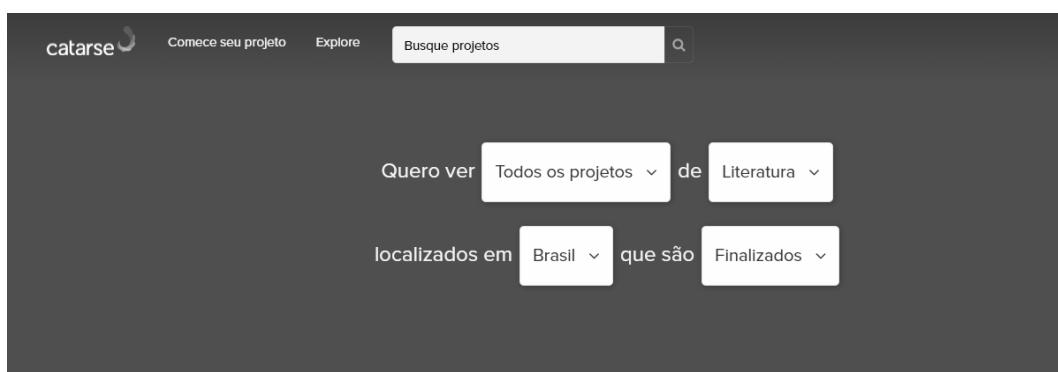 catarse Comece seu projeto Explore Busque projetos
Quero ver Todos os projetos de Literatura
localizados em Brasil que são Finalizados